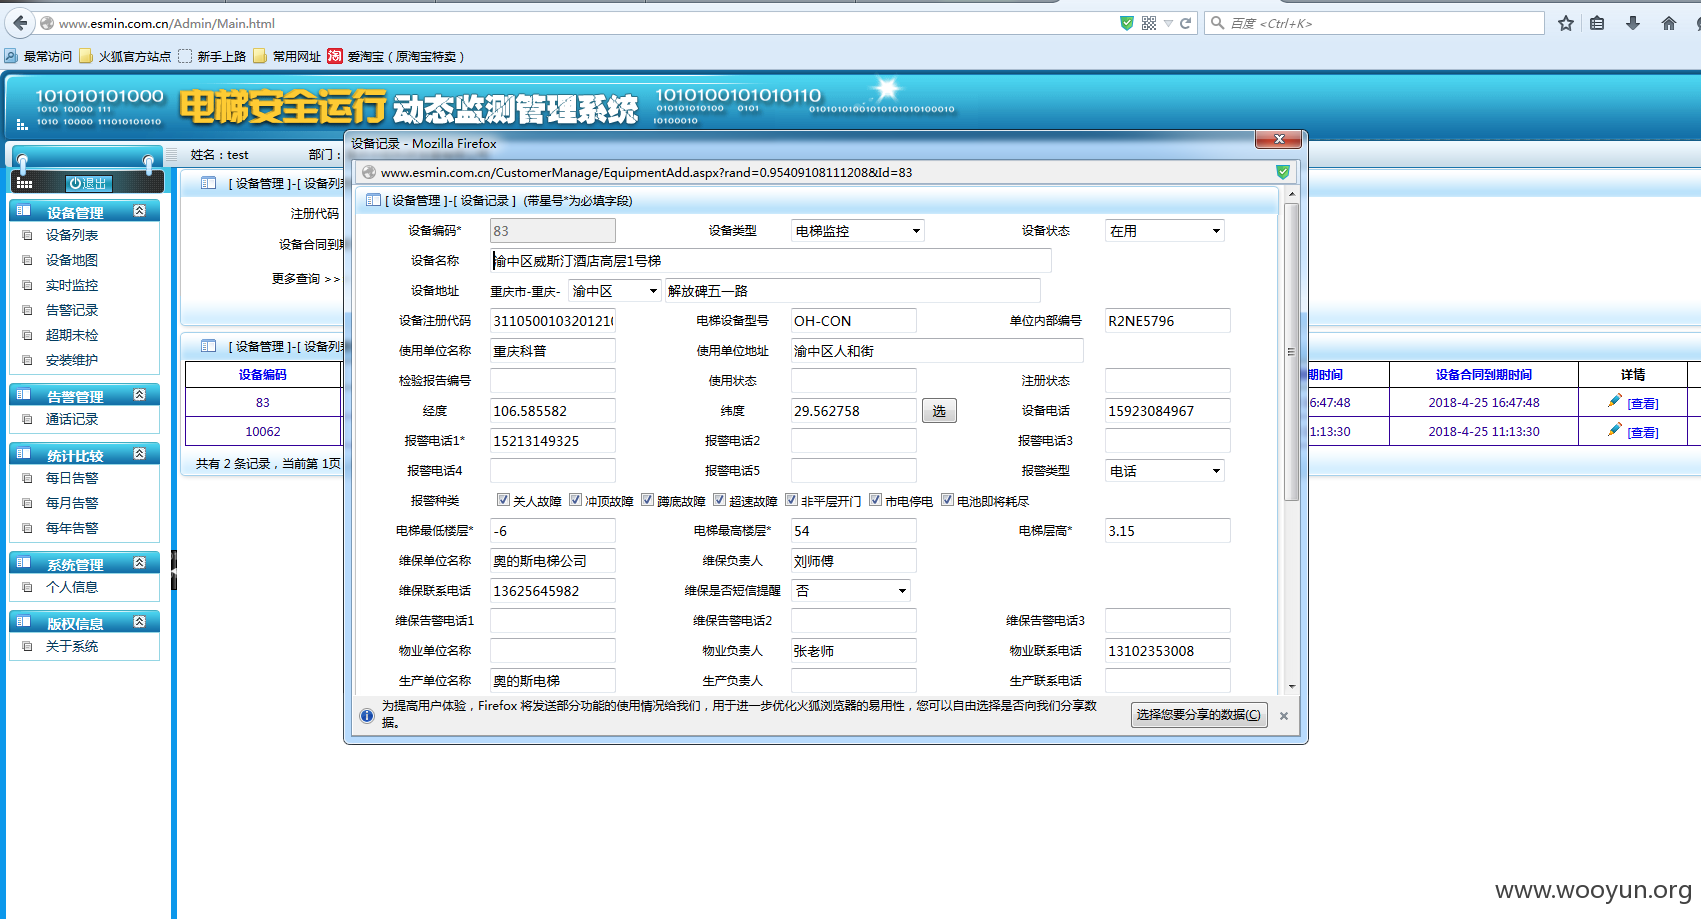 www.esmin.com.cn/Admin/Main.html
百度 <Ctrl+K>
最常访问 火狐官方站点 新手上路 常用网址 淘 爱淘宝（原淘宝特卖）
101010101000
1010 10000 111
1010 10000 111010101010
电梯安全运行动态监测管理系统
1010100101010110
01010101010100 0101
10100010
姓名：test 部门：
退出
设备管理
设备列表
设备地图
实时监控
告警记录
超期未检
安装维护
告警管理
通话记录
统计比较
每日告警
每月告警
每年告警
系统管理
个人信息
版权信息
关于系统
[ 设备管理 ]-[ 设备列表
注册代码
设备合同到期
更多查询 >>
[ 设备管理 ]-[ 设备列表
设备编码 期时间 设备合同到期时间 详情
83 6:47:48 2018-4-25 16:47:48 [查看]
10062 1:13:30 2018-4-25 11:13:30 [查看]
共有 2 条记录，当前第 1页
设备记录 - Mozilla Firefox
www.esmin.com.cn/CustomerManage/EquipmentAdd.aspx?rand=0.95409108111208&Id=83
[ 设备管理 ]-[ 设备记录 ] (带星号*为必填字段)
设备编码* 83 设备类型 电梯监控 设备状态 在用
设备名称 渝中区威斯汀酒店高层1号梯
设备地址 重庆市-重庆- 渝中区 解放碑五一路
设备注册代码 3110500103201210 电梯设备型号 OH-CON 单位内部编号 R2NE5796
使用单位名称 重庆科普 使用单位地址 渝中区人和街
检验报告编号 使用状态 注册状态
经度 106.585582 纬度 29.562758 选 设备电话 15923084967
报警电话1* 15213149325 报警电话2 报警电话3
报警电话4 报警电话5 报警类型 电话
报警种类 关人故障 冲顶故障 蹲底故障 超速故障 非平层开门 市电停电 电池即将耗尽
电梯最低楼层* -6 电梯最高楼层* 54 电梯层高* 3.15
维保单位名称 奥的斯电梯公司 维保负责人 刘师傅
维保联系电话 13625645982 维保是否短信提醒 否
维保告警电话1 维保告警电话2 维保告警电话3
物业单位名称 物业负责人 张老师 物业联系电话 13102353008
生产单位名称 奥的斯电梯 生产负责人 生产联系电话
为提高用户体验，Firefox 将发送部分功能的使用情况给我们，用于进一步优化火狐浏览器的易用性，您可以自由选择是否向我们分享数
据。
选择您要分享的数据(C)
www.wooyun.org